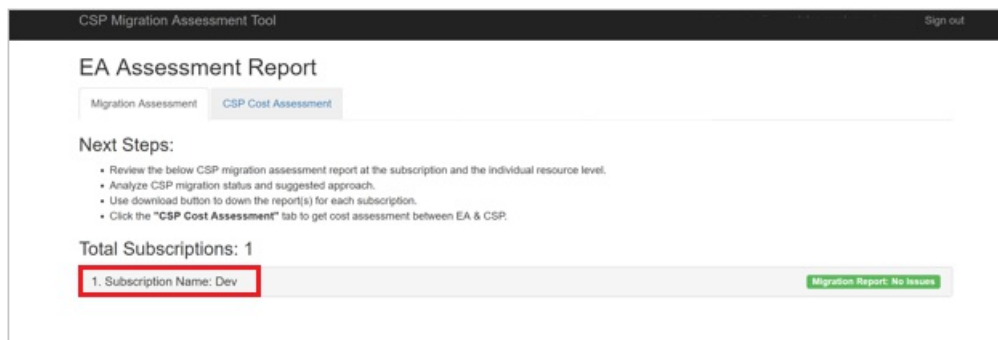 CSP Migration Assessment Tool Sign out
EA Assessment Report
Migration Assessment CSP Cost Assessment
Next Steps:
• Review the below CSP migration assessment report at the subscription and the individual resource level.
• Analyze CSP migration status and suggested approach.
• Use download button to down the report(s) for each subscription.
• Click the "CSP Cost Assessment" tab to get cost assessment between EA & CSP.
Total Subscriptions: 1
1. Subscription Name: Dev Migration Report: No Issues